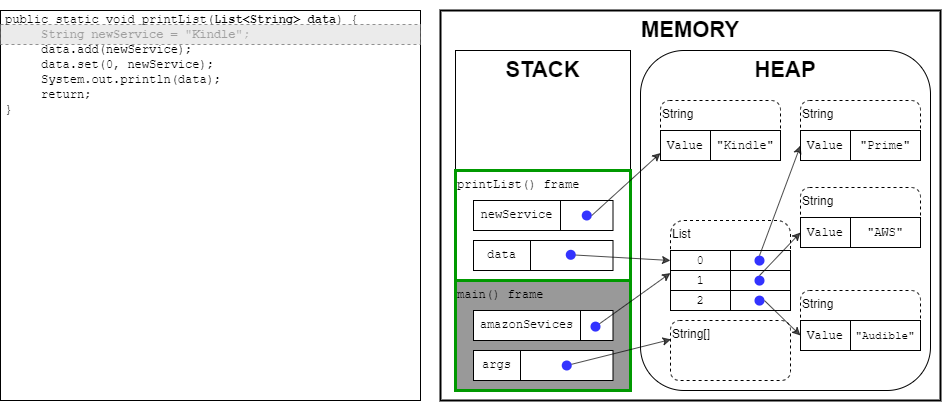 public static void printList(List<String> data) {
String newService = "Kindle";
data.add(newService);
data.set(0, newService);
System.out.println(data);
return;
}
MEMORY
STACK
HEAP
String
Value "Kindle"
String
Value "Prime"
printList() frame
newService
data
String
Value "AWS"
List
0
1
2
main() frame
amazonSevices
args
String
Value "Audible"
String[]